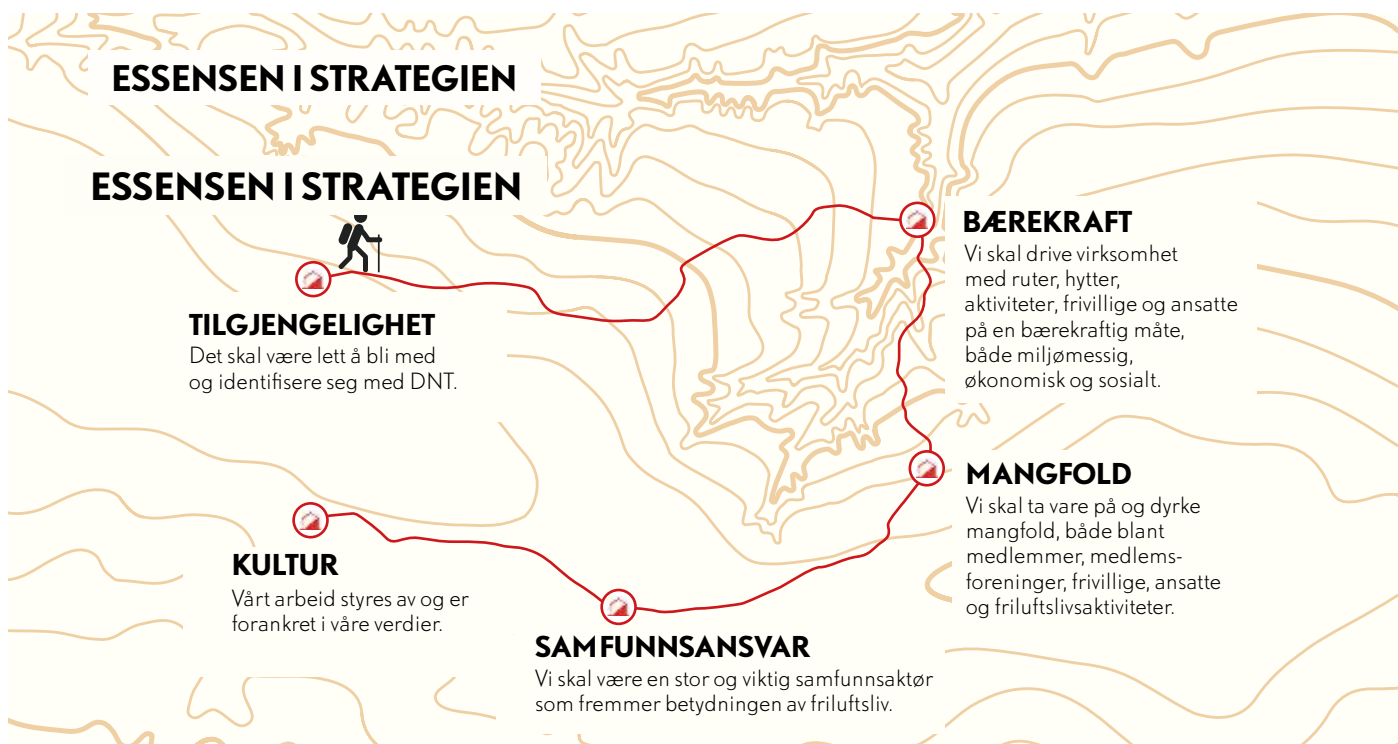 ESSENSEN I STRATEGIEN
ESSENSEN I STRATEGIEN
TILGJENGELIGHET
Det skal være lett å bli med
og identifisere seg med DNT.
BÆREKRAFT
Vi skal drive virksomhet
med ruter, hytter,
aktiviteter, frivillige og ansatte
på en bærekraftig måte,
både miljømessig,
økonomisk og sosialt.
MANGFOLD
Vi skal ta vare på og dyrke
mangfold, både blant
medlemmer, medlems-
foreninger, frivillige, ansatte
og friluftslivsaktiviteter.
SAMFUNNSANSVAR
Vi skal være en stor og viktig samfunnsaktør
som fremmer betydningen av friluftsliv.
KULTUR
Vårt arbeid styres av og er
forankret i våre verdier.